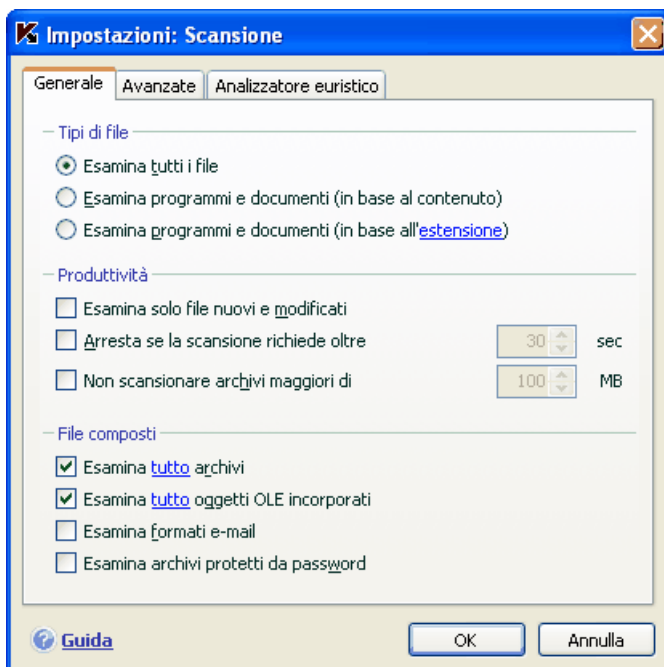 Impostazioni: Scansione
Generale
Avanzate
Analizzatore euristico
Tipi di file
Esamina tutti i file
Esamina programmi e documenti (in base al contenuto)
Esamina programmi e documenti (in base all'estensione)
Produttività
Esamina solo file nuovi e modificati
Arresta se la scansione richiede oltre 30 sec
Non scansionare archivi maggiori di 100 MB
File composti
Esamina tutto archivi
Esamina tutto oggetti OLE incorporati
Esamina formati e-mail
Esamina archivi protetti da password
Guida
OK
Annulla